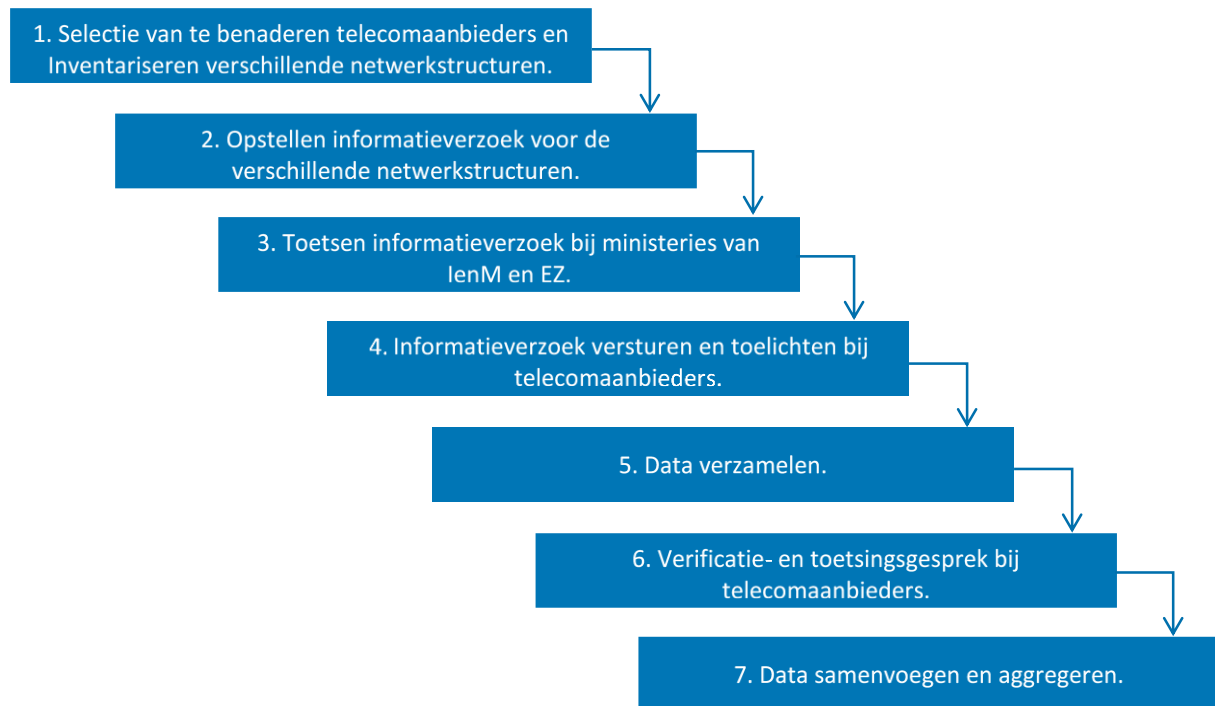 1. Selectie van te benaderen telecomaanbieders en
Inventariseren verschillende netwerkstructuren.
2. Opstellen informatieverzoek voor de
verschillende netwerkstructuren.
3. Toetsen informatieverzoek bij ministeries van
IenM en EZ.
4. Informatieverzoek versturen en toelichten bij
telecomaanbieders.
5. Data verzamelen.
6. Verificatie- en toetsingsgesprek bij
telecomaanbieders.
7. Data samenvoegen en aggregeren.